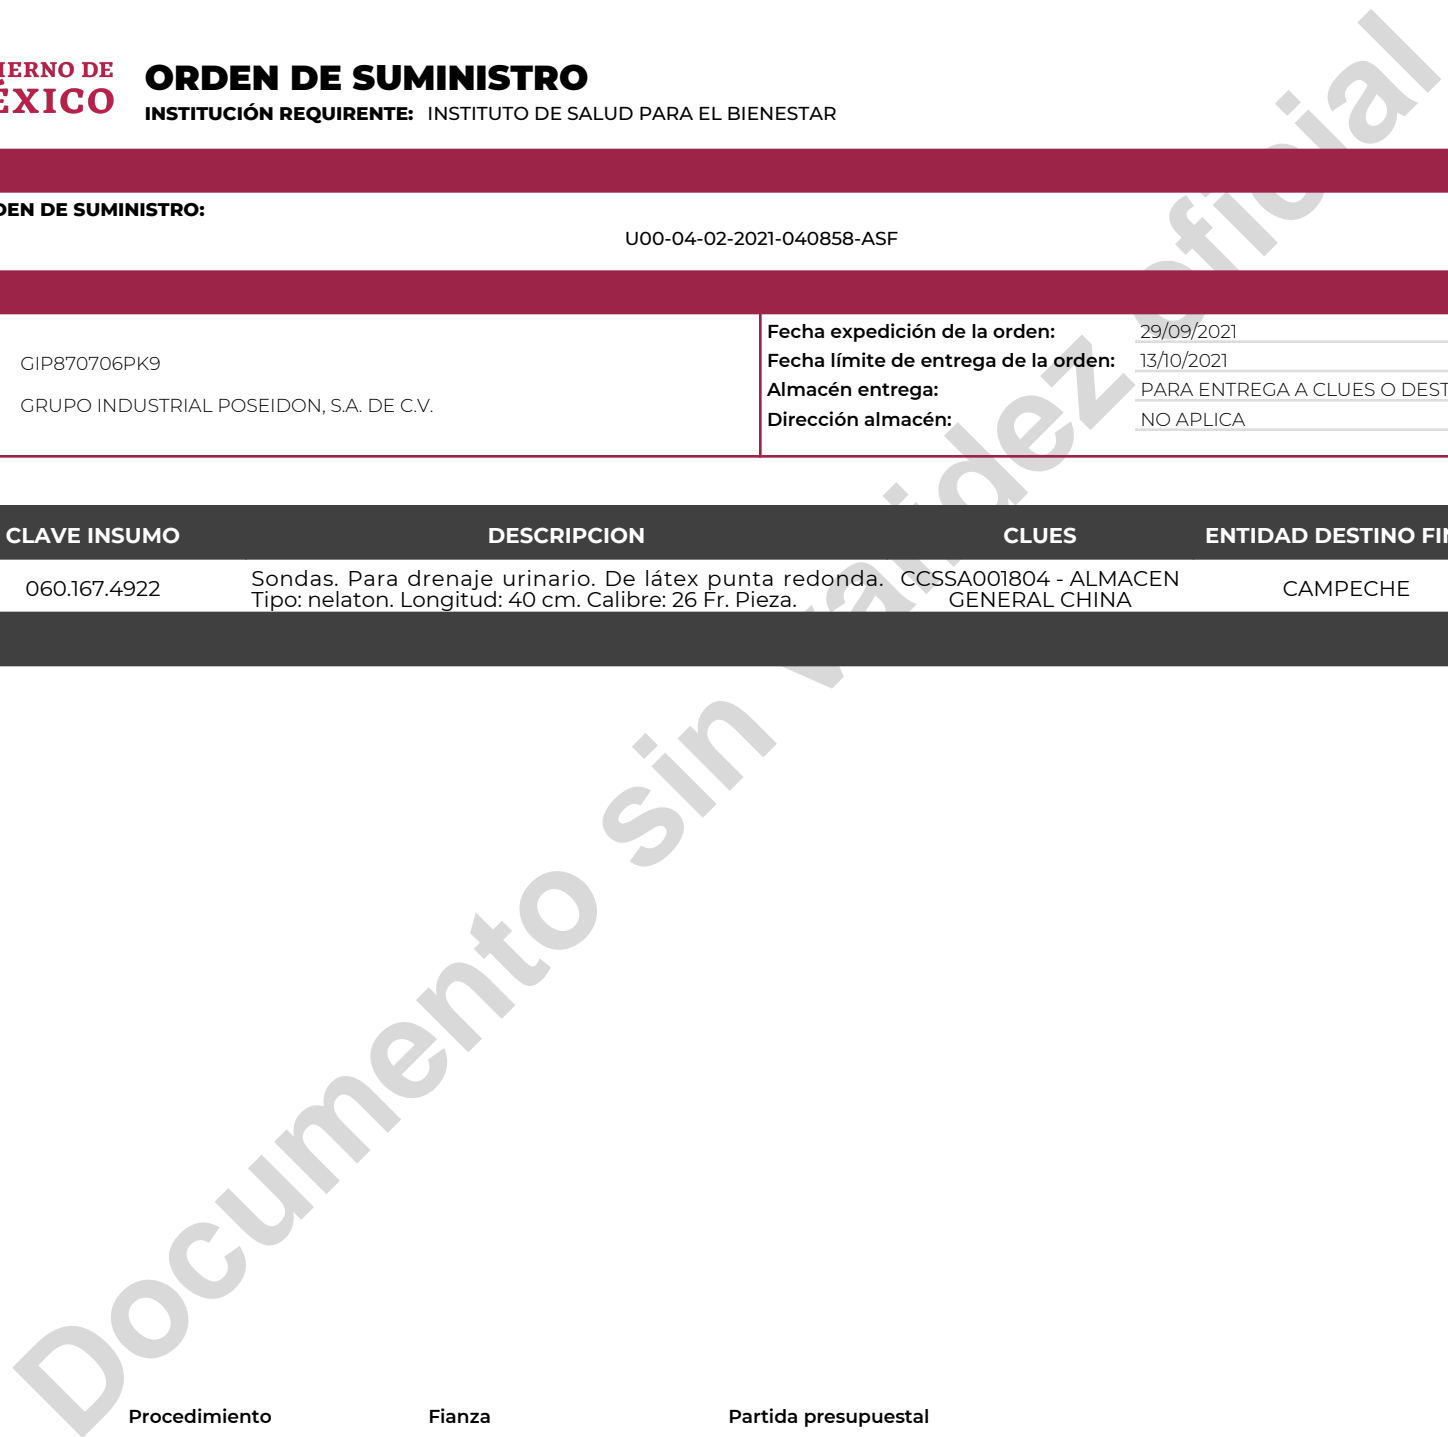 IERNO DE
ÉXICO
ORDEN DE SUMINISTRO
INSTITUCIÓN REQUIRENTE: INSTITUTO DE SALUD PARA EL BIENESTAR
DEN DE SUMINISTRO:
U00-04-02-2021-040858-ASF
GIP870706PK9
GRUPO INDUSTRIAL POSEIDON, S.A. DE C.V.
Fecha expedición de la orden: 29/09/2021
Fecha límite de entrega de la orden: 13/10/2021
Almacén entrega: PARA ENTREGA A CLUES O DEST
Dirección almacén: NO APLICA
CLAVE INSUMO DESCRIPCION CLUES ENTIDAD DESTINO FIN
060.167.4922
Sondas. Para drenaje urinario. De látex punta redonda.
Tipo: nelaton. Longitud: 40 cm. Calibre: 26 Fr. Pieza.
CCSSA001804 - ALMACEN
GENERAL CHINA
CAMPECHE
Documento sin validez oficial
Procedimiento Fianza Partida presupuestal